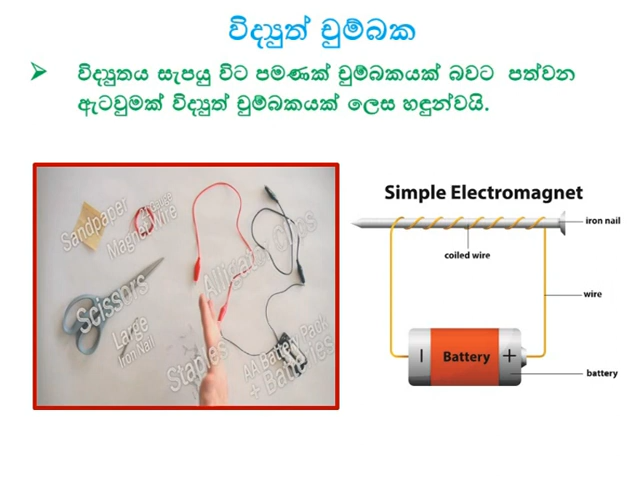 විද්‍යුත් චුම්බක
විද්‍යුතය සැපයු විට පමණක් චුම්බකයක් බවට පත්වන
ඇටවුමක් විද්‍යුත් චුම්බකයක් ලෙස හඳුන්වයි.
Sandpaper
Magnet Wire
Alligator Clips
Scissors
Large
Iron Nail
Staples
AA Battery Pack
+ Batteries
Simple Electromagnet
iron nail
coiled wire
wire
Battery
+
battery